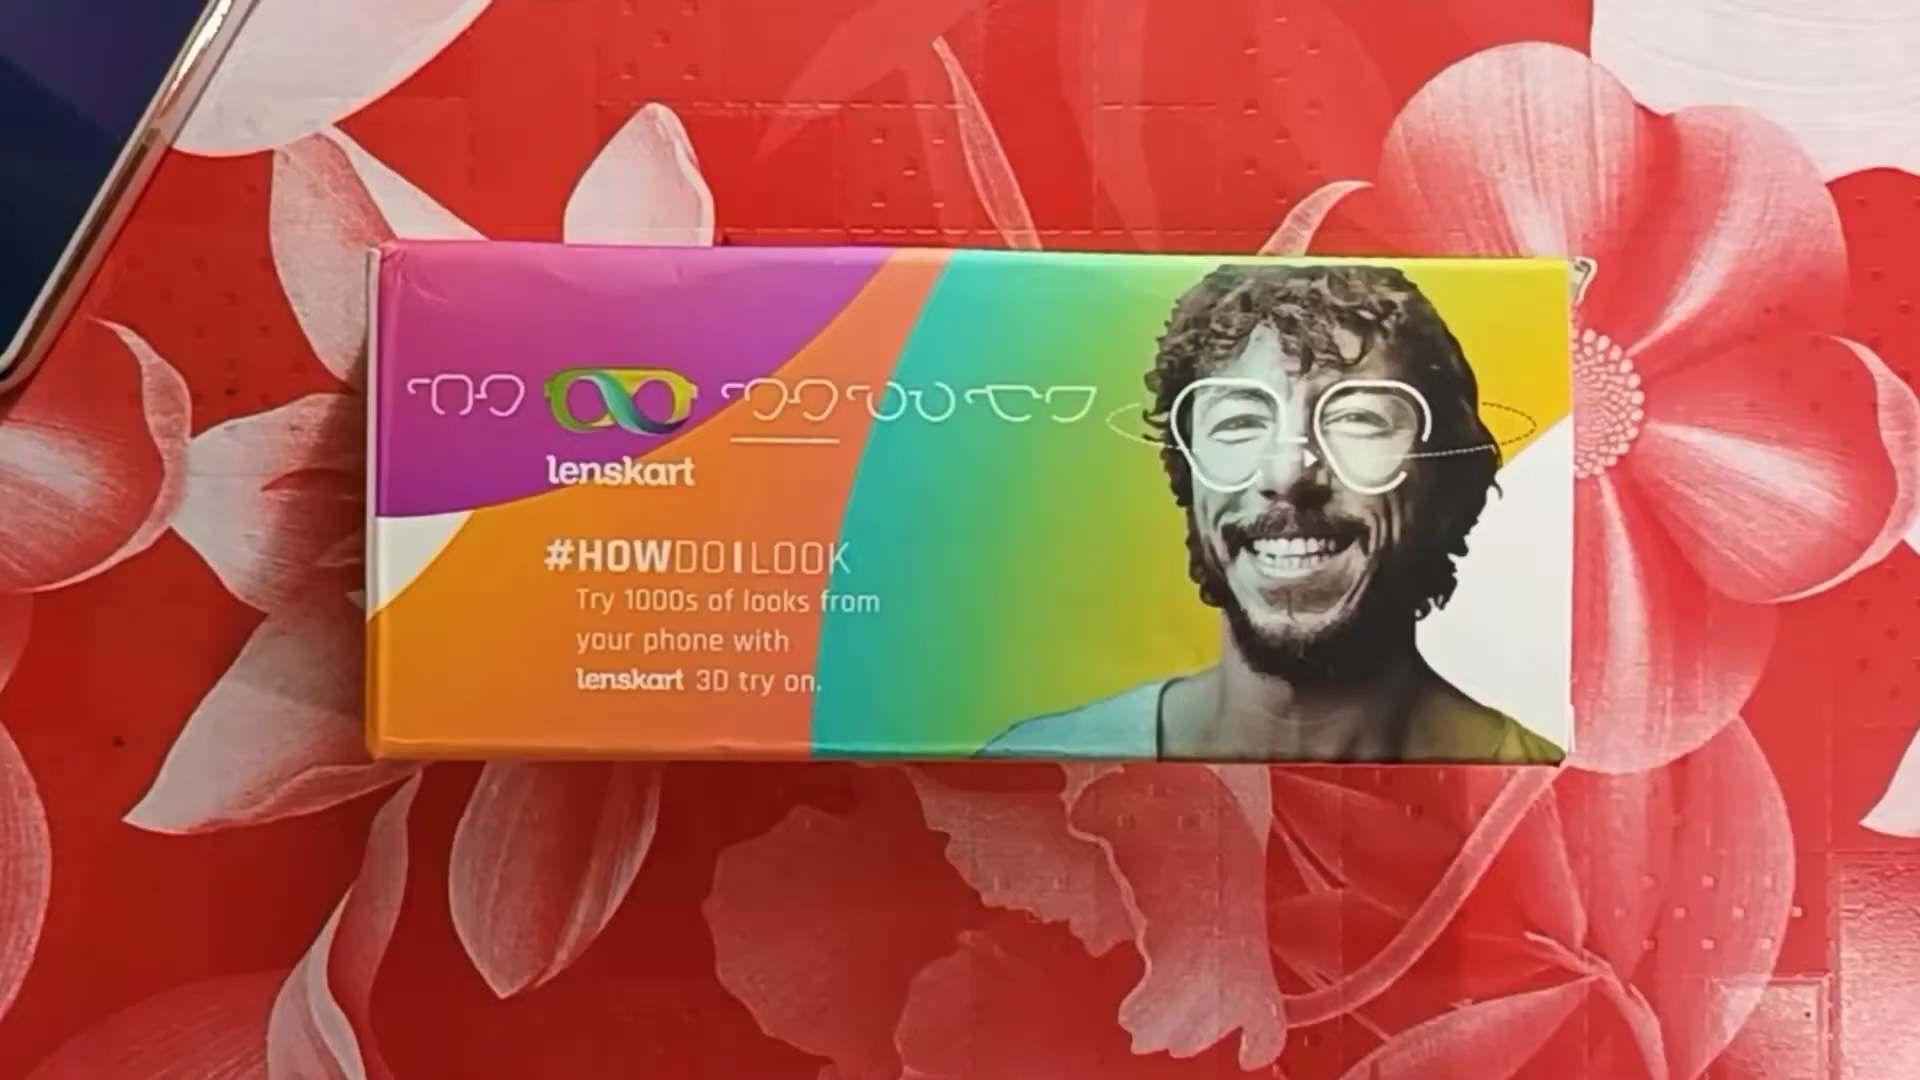 lenskart
#HOWDOILOOK
Try 1000s of looks from
your phone with
lenskart 3D try on.